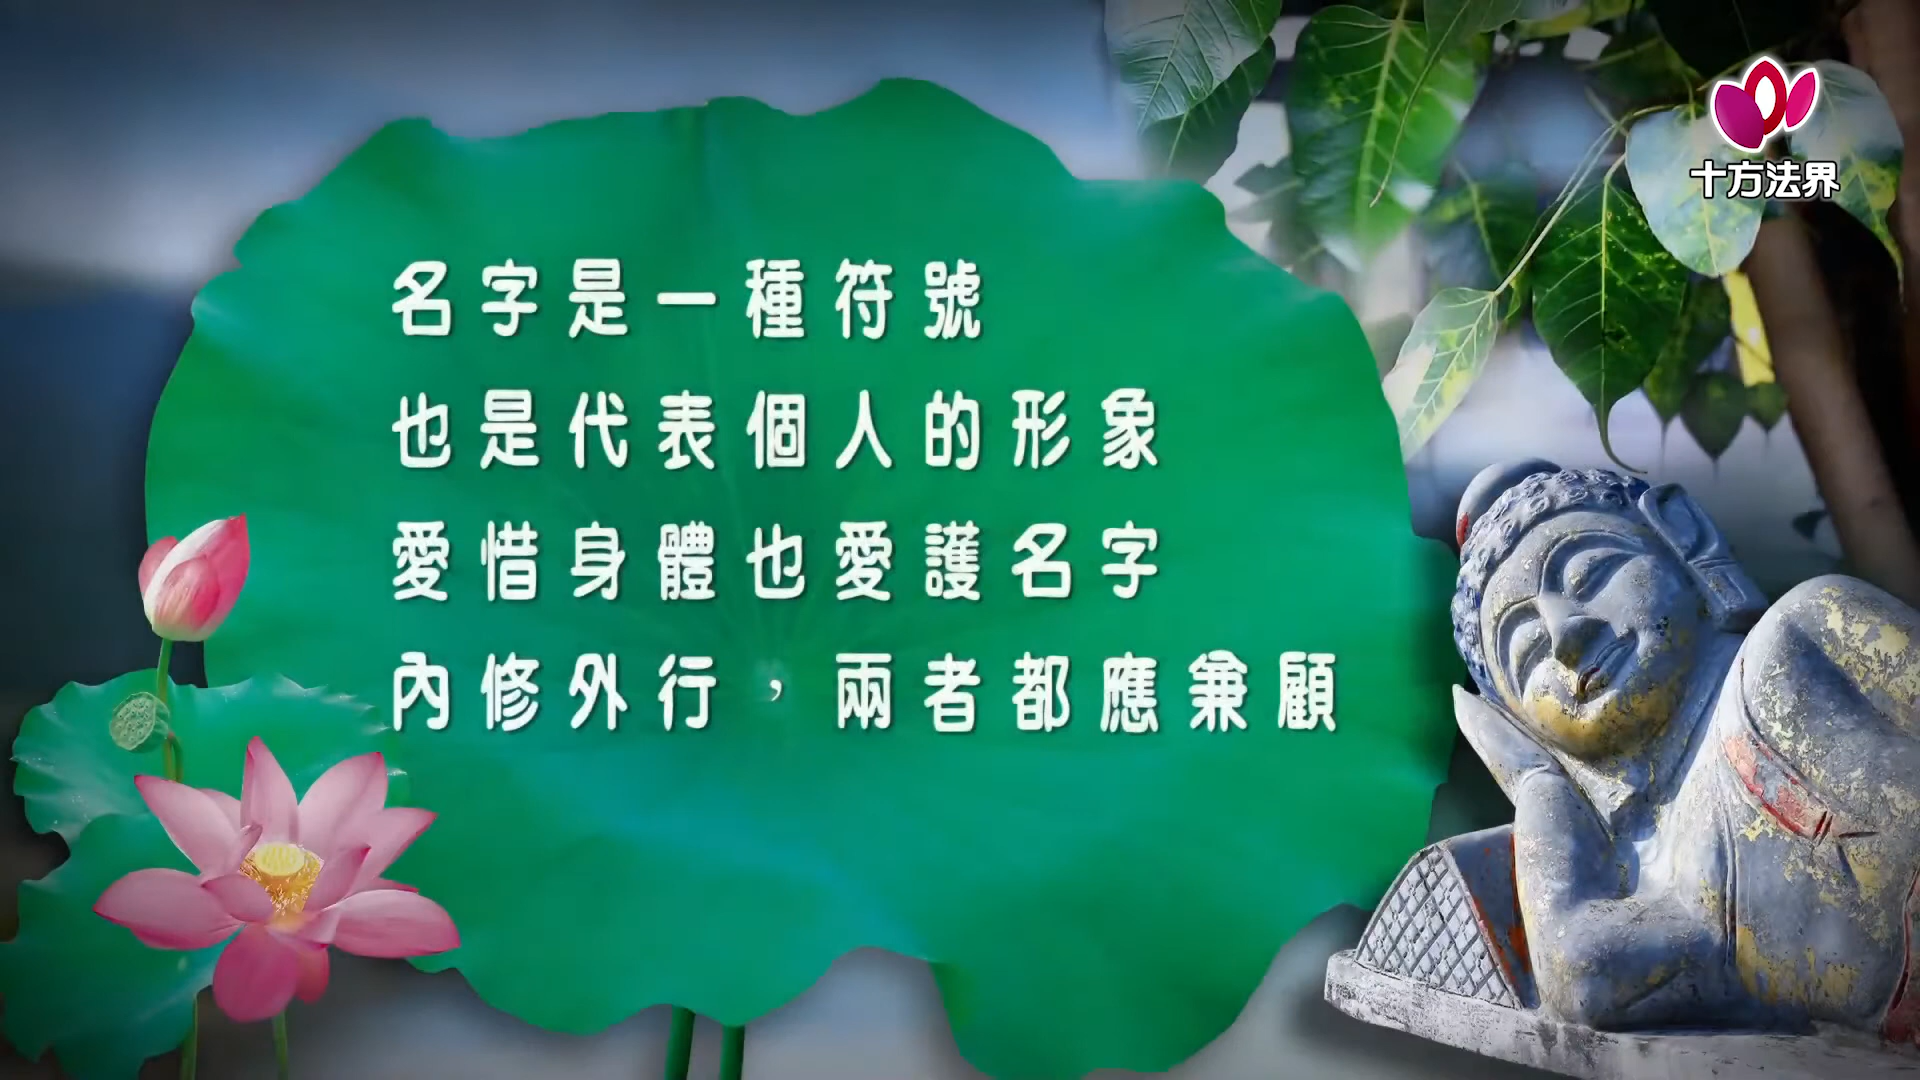 十方法界
名字是一種符號
也是代表個人的形象
愛惜身體也愛護名字
內修外行，兩者都應兼顧